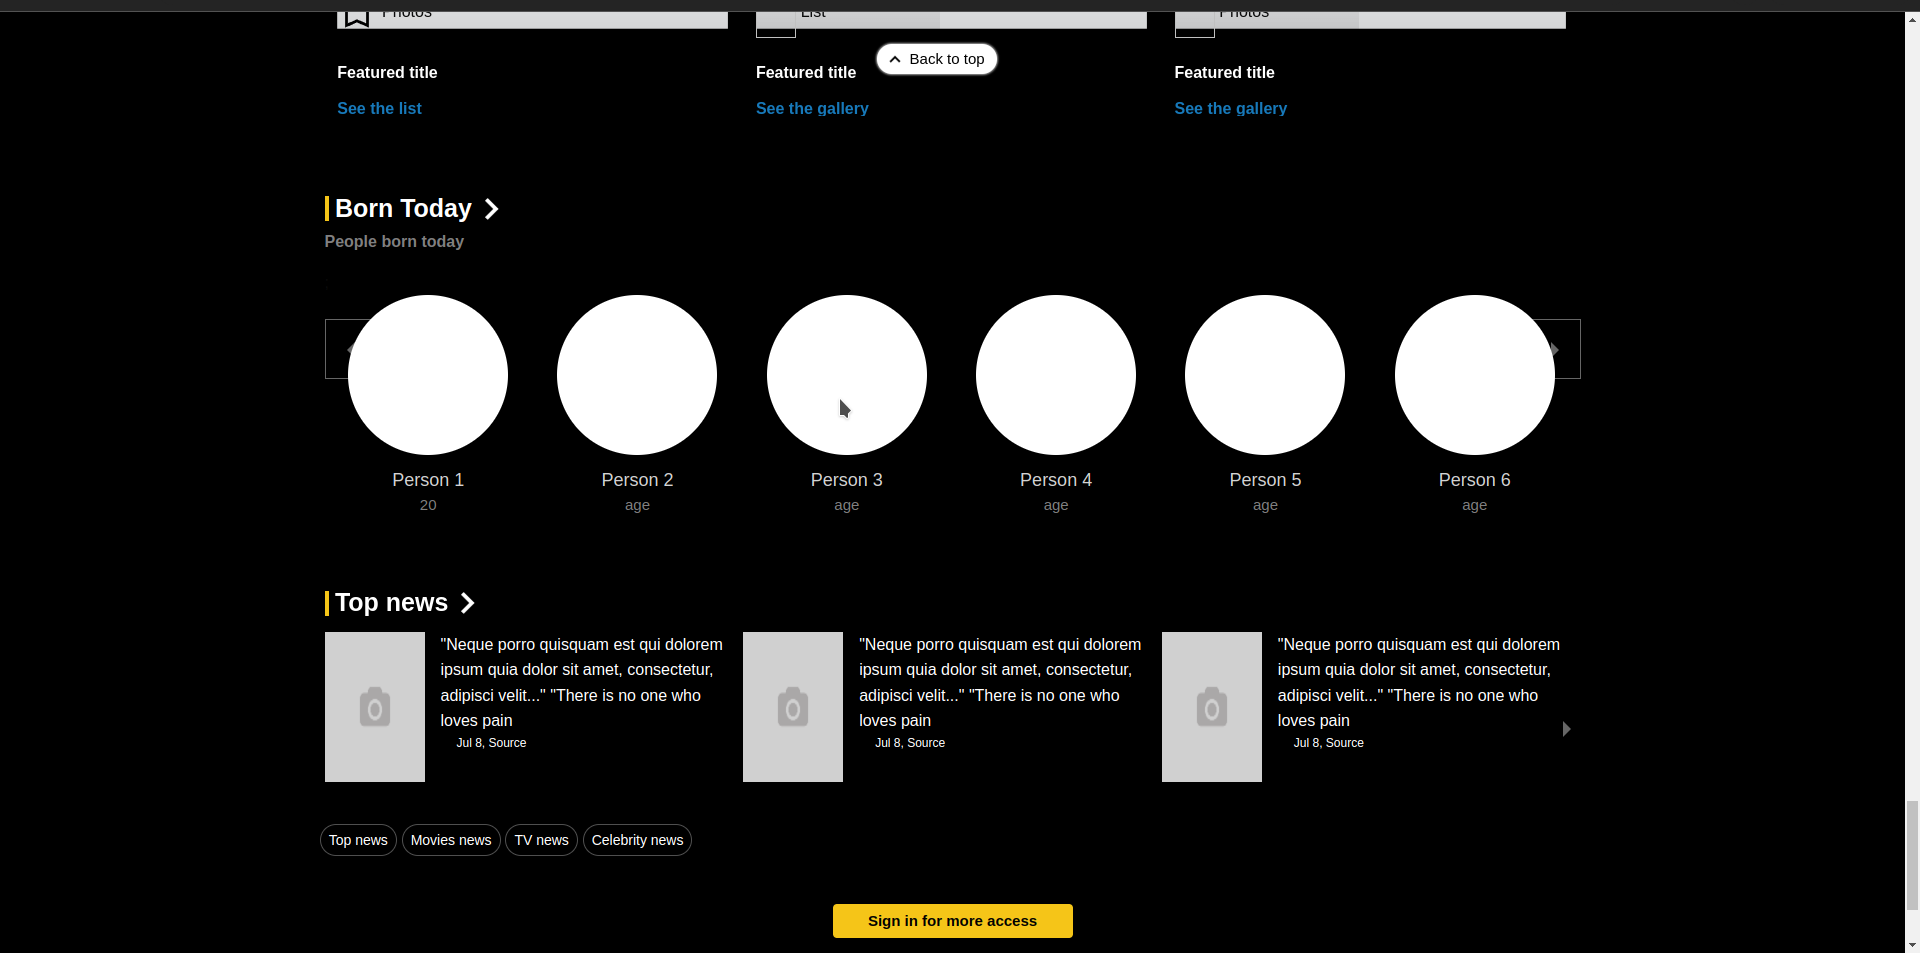 Photos
List
Photos
Back to top
Featured title
Featured title
Featured title
See the list
See the gallery
See the gallery
Born Today
People born today
Person 1
20
Person 2
age
Person 3
age
Person 4
age
Person 5
age
Person 6
age
Top news
"Neque porro quisquam est qui dolorem
ipsum quia dolor sit amet, consectetur,
adipisci velit..." "There is no one who
loves pain
Jul 8, Source
"Neque porro quisquam est qui dolorem
ipsum quia dolor sit amet, consectetur,
adipisci velit..." "There is no one who
loves pain
Jul 8, Source
"Neque porro quisquam est qui dolorem
ipsum quia dolor sit amet, consectetur,
adipisci velit..." "There is no one who
loves pain
Jul 8, Source
Top news
Movies news
TV news
Celebrity news
Sign in for more access